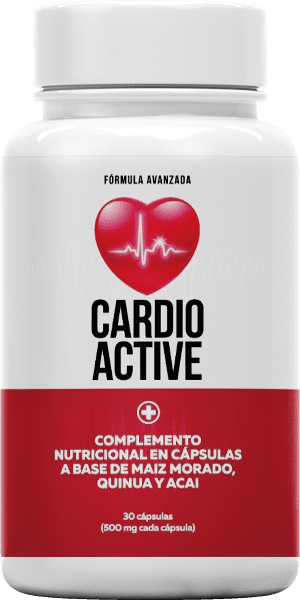 FÓRMULA AVANZADA
CARDIO
ACTIVE
COMPLEMENTO
NUTRICIONAL EN CÁPSULAS
A BASE DE MAIZ MORADO,
QUINUA Y ACAI
30 cápsulas
(500 mg cada cápsula)